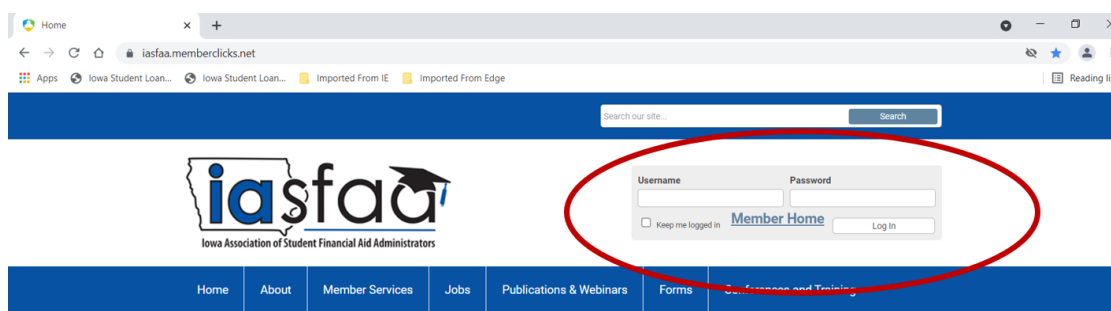 Home
iasfaa.memberclicks.net
Apps Iowa Student Loan... Iowa Student Loan... Imported From IE Imported From Edge Reading li
Search our site... Search
iasfaa
Iowa Association of Student Financial Aid Administrators
Username Password
Keep me logged in Member Home Log In
Home About Member Services Jobs Publications & Webinars Forms Conferences and Training